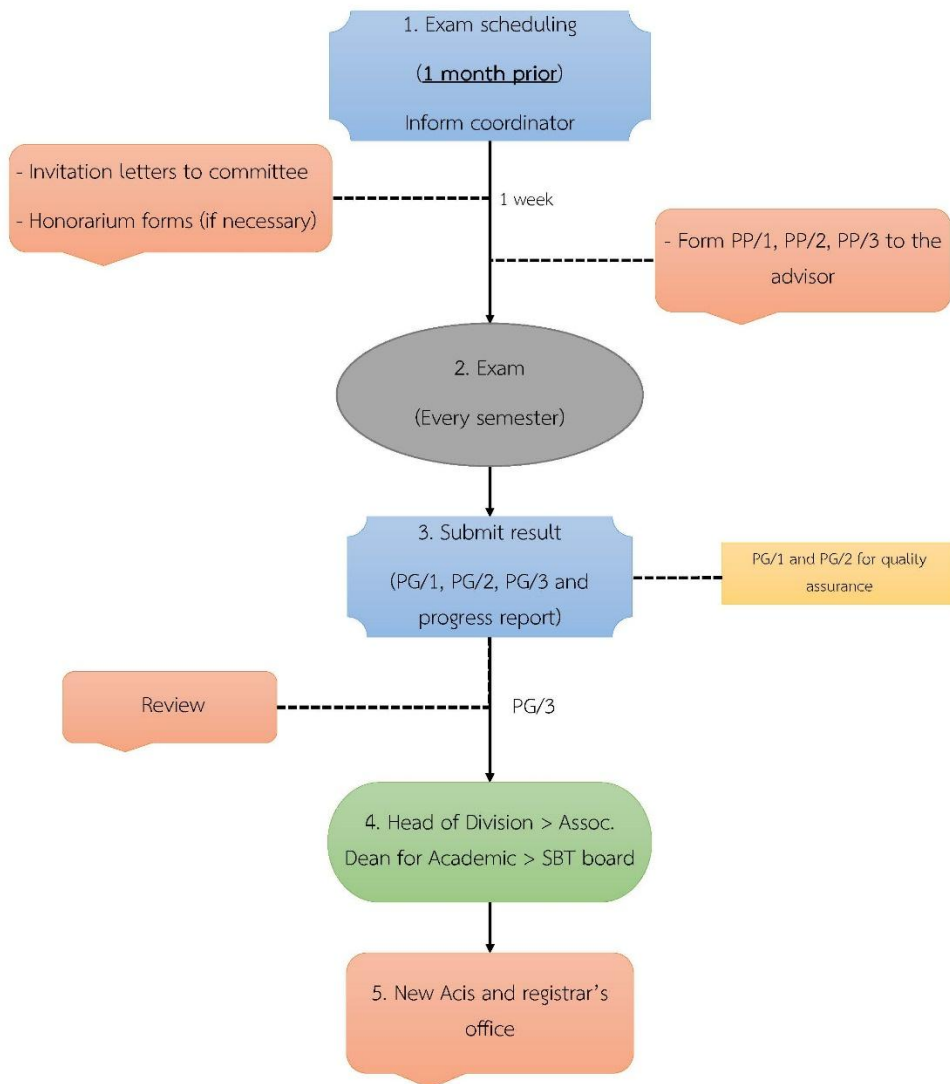 1. Exam scheduling
(1 month prior)
Inform coordinator
- Invitation letters to committee
- Honorarium forms (if necessary)
1 week
- Form PP/1, PP/2, PP/3 to the
advisor
2. Exam
(Every semester)
3. Submit result
(PG/1, PG/2, PG/3 and
progress report)
PG/1 and PG/2 for quality
assurance
Review
PG/3
4. Head of Division > Assoc.
Dean for Academic > SBT board
5. New Acis and registrar's
office